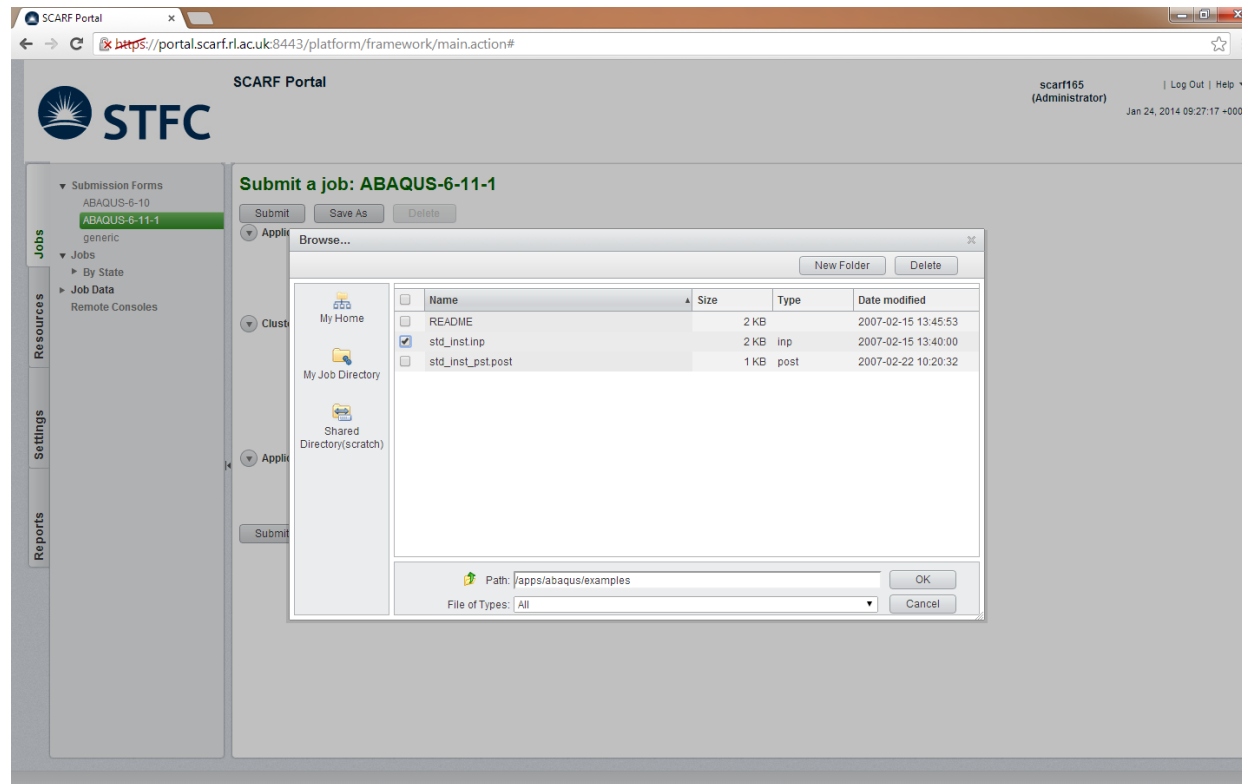 SCARF Portal
https://portal.scarf.rl.ac.uk:8443/platform/framework/main.action#
STFC
SCARF Portal
scarf165
(Administrator)
| Log Out | Help
Jan 24, 2014 09:27:17 +000
Jobs
Resources
Settings
Reports
Submission Forms
ABAQUS-6-10
ABAQUS-6-11-1
generic
Jobs
By State
Job Data
Remote Consoles
Submit a job: ABAQUS-6-11-1
Submit Save As Delete
Applic
Cluste
Applic
Submit
Browse...
New Folder Delete
My Home
My Job Directory
Shared
Directory(scratch)
Name Size Type Date modified
README 2 KB 2007-02-15 13:45:53
std_inst.inp 2 KB inp 2007-02-15 13:40:00
std_inst_pst.post 1 KB post 2007-02-22 10:20:32
Path: /apps/abaqus/examples OK
File of Types: All Cancel